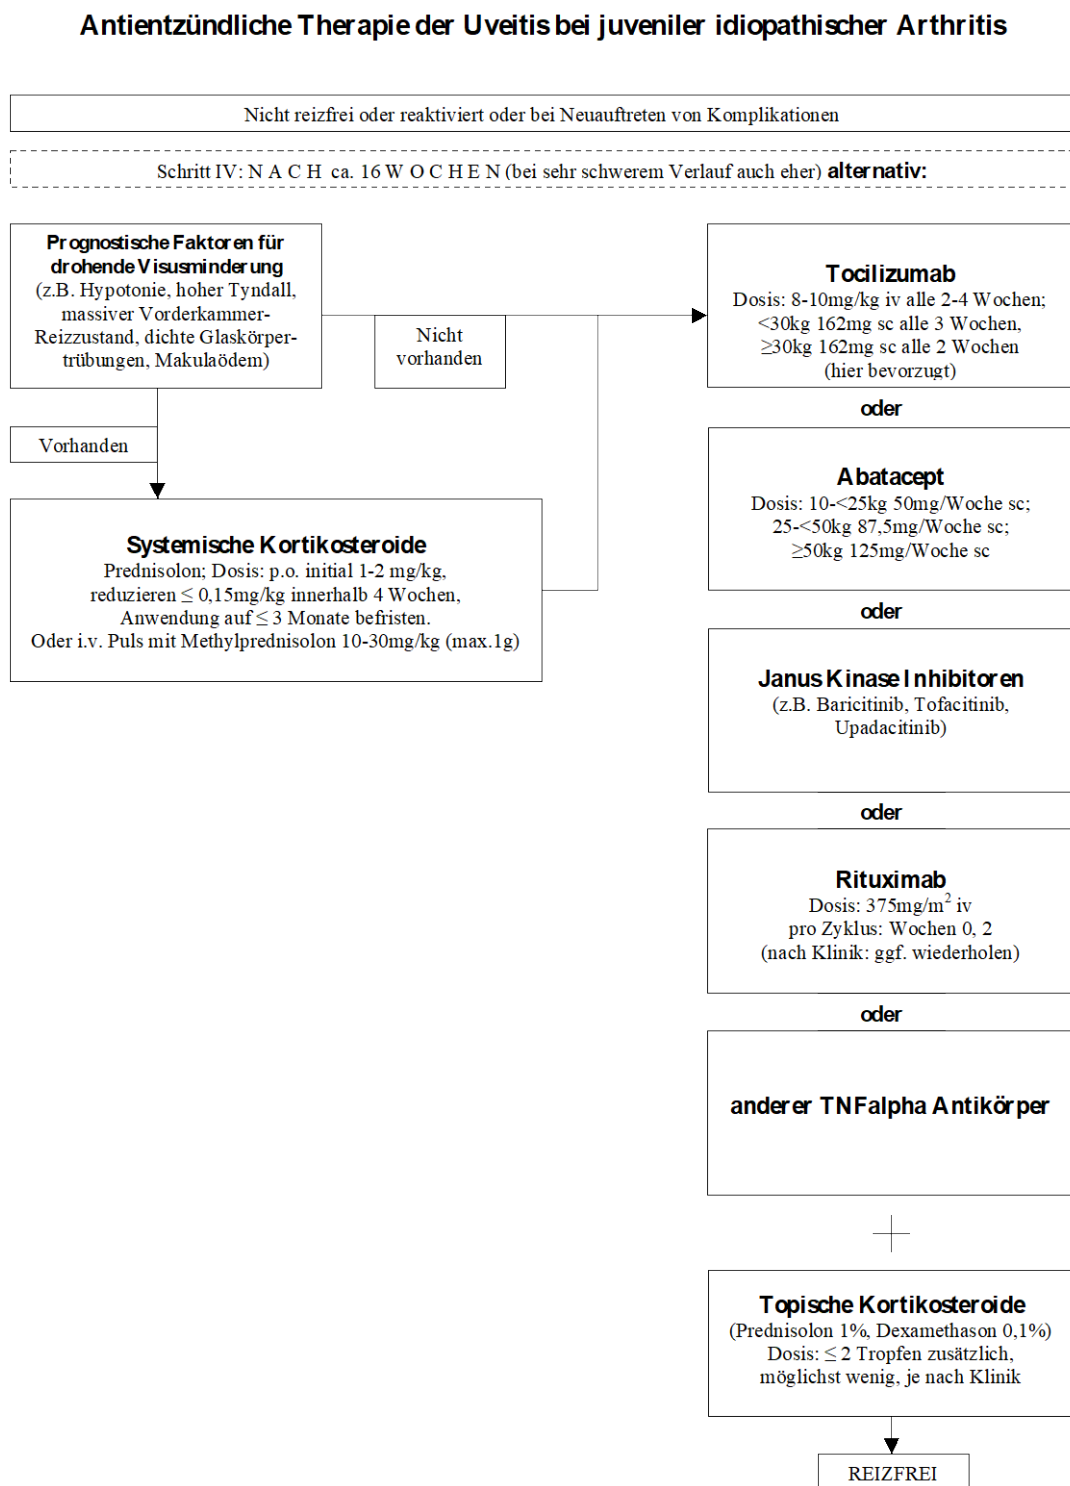 Antientzündliche Therapie der Uveitis bei juveniler idiopathischer Arthritis
Nicht reizfrei oder reaktiviert oder bei Neuauftreten von Komplikationen
Schritt IV: N A C H ca. 16 W O C H E N (bei sehr schwerem Verlauf auch eher) alternativ:
Prognostische Faktoren für
drohende Visusminderung
(z.B. Hypotonie, hoher Tyndall,
massiver Vorderkammer-
Reizzustand, dichte Glaskörper-
trübungen, Makulaödem)
Nicht
vorhanden
Vorhanden
Systemische Kortikosteroide
Prednisolon; Dosis: p.o. initial 1-2 mg/kg,
reduzieren ≤ 0,15mg/kg innerhalb 4 Wochen,
Anwendung auf ≤ 3 Monate befristen.
Oder i.v. Puls mit Methylprednisolon 10-30mg/kg (max.1g)
Tocilizumab
Dosis: 8-10mg/kg iv alle 2-4 Wochen;
<30kg 162mg sc alle 3 Wochen,
≥30kg 162mg sc alle 2 Wochen
(hier bevorzugt)
oder
Abatacept
Dosis: 10-<25kg 50mg/Woche sc;
25-<50kg 87,5mg/Woche sc;
≥50kg 125mg/Woche sc
oder
Janus Kinase Inhibitoren
(z.B. Baricitinib, Tofacitinib,
Upadacitinib)
oder
Rituximab
Dosis: 375mg/m² iv
pro Zyklus: Wochen 0, 2
(nach Klinik: ggf. wiederholen)
oder
anderer TNFalpha Antikörper
+
Topische Kortikosteroide
(Prednisolon 1%, Dexamethason 0,1%)
Dosis: ≤ 2 Tropfen zusätzlich,
möglichst wenig, je nach Klinik
REIZFREI